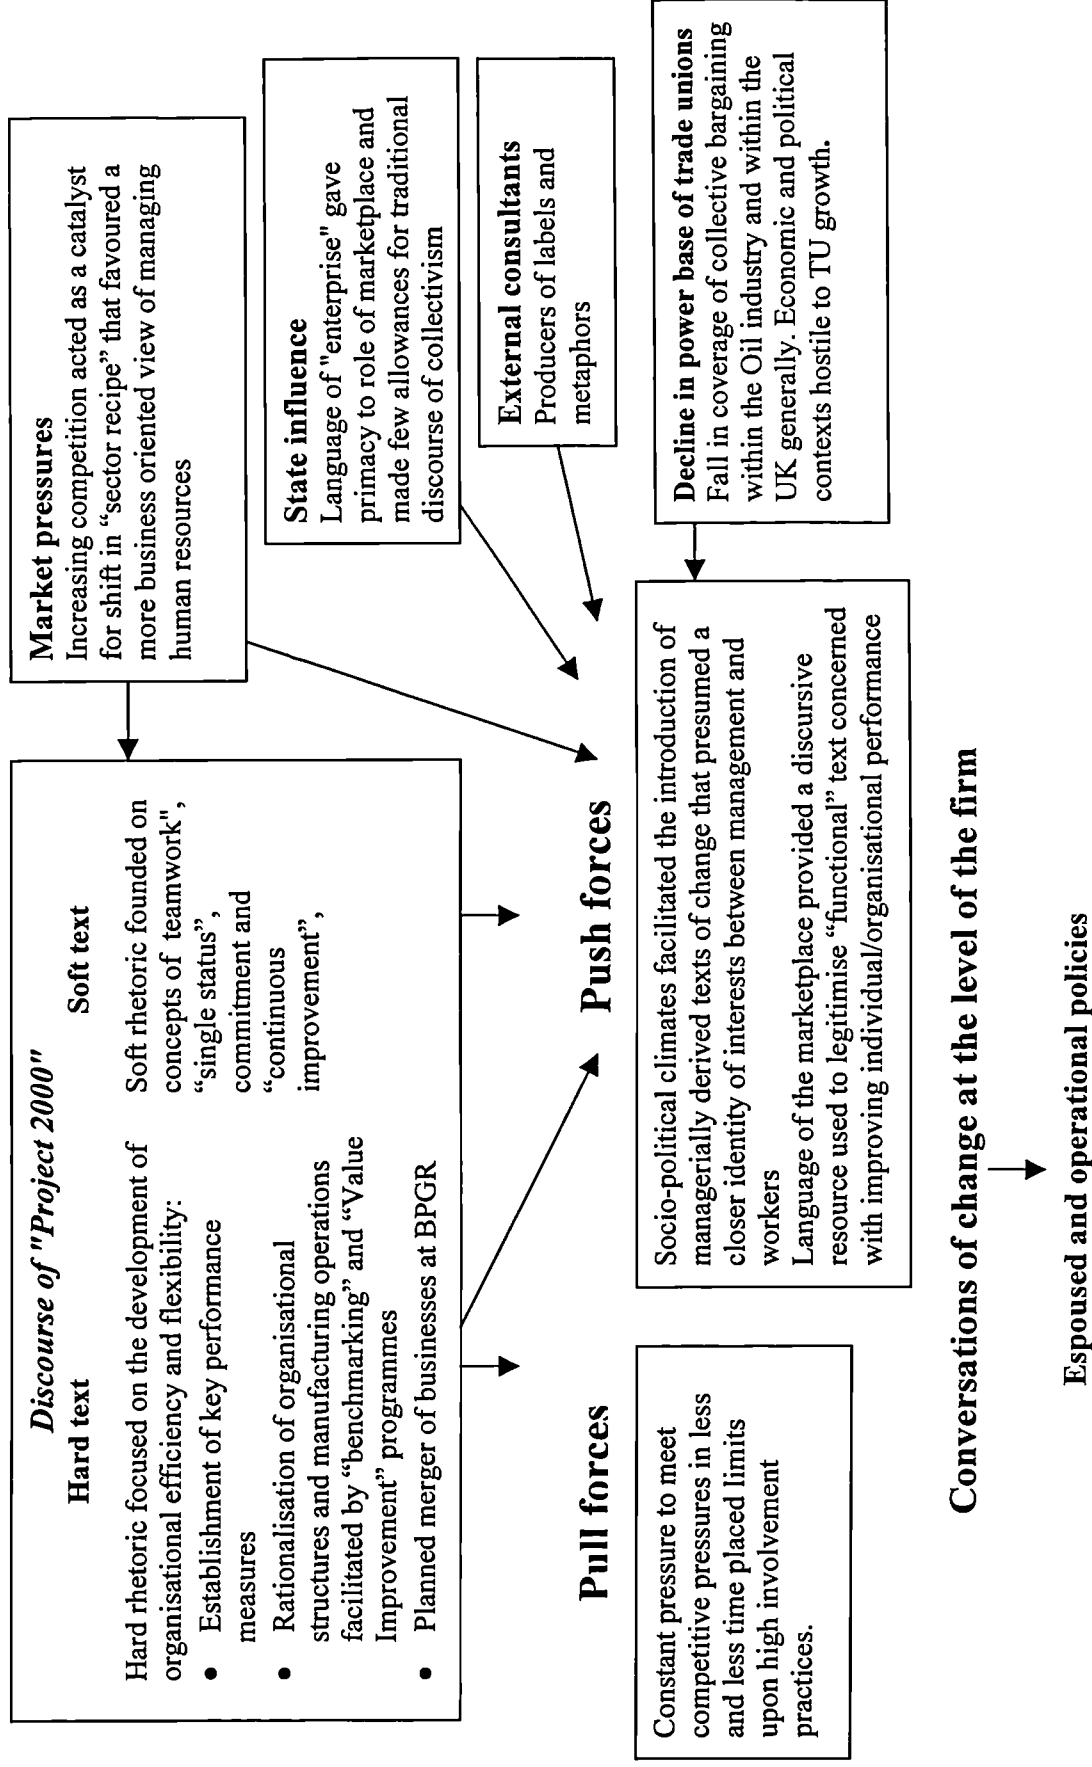 Discourse of "Project 2000"
Hard text
Hard rhetoric focused on the development of
organisational efficiency and flexibility:
• Establishment of key performance
measures
• Rationalisation of organisational
structures and manufacturing operations
facilitated by “benchmarking” and “Value
Improvement” programmes
• Planned merger of businesses at BPGR
Soft text
Soft rhetoric founded on
concepts of teamwork",
“single status”,
commitment and
“continuous
improvement”,
Market pressures
Increasing competition acted as a catalyst
for shift in “sector recipe” that favoured a
more business oriented view of managing
human resources
State influence
Language of "enterprise" gave
primacy to role of marketplace and
made few allowances for traditional
discourse of collectivism
External consultants
Producers of labels and
metaphors
Decline in power base of trade unions
Fall in coverage of collective bargaining
within the Oil industry and within the
UK generally. Economic and political
contexts hostile to TU growth.
Pull forces
Constant pressure to meet
competitive pressures in less
and less time placed limits
upon high involvement
practices.
Push forces
Socio-political climates facilitated the introduction of
managerially derived texts of change that presumed a
closer identity of interests between management and
workers
Language of the marketplace provided a discursive
resource used to legitimise “functional” text concerned
with improving individual/organisational performance
Conversations of change at the level of the firm
Espoused and operational policies